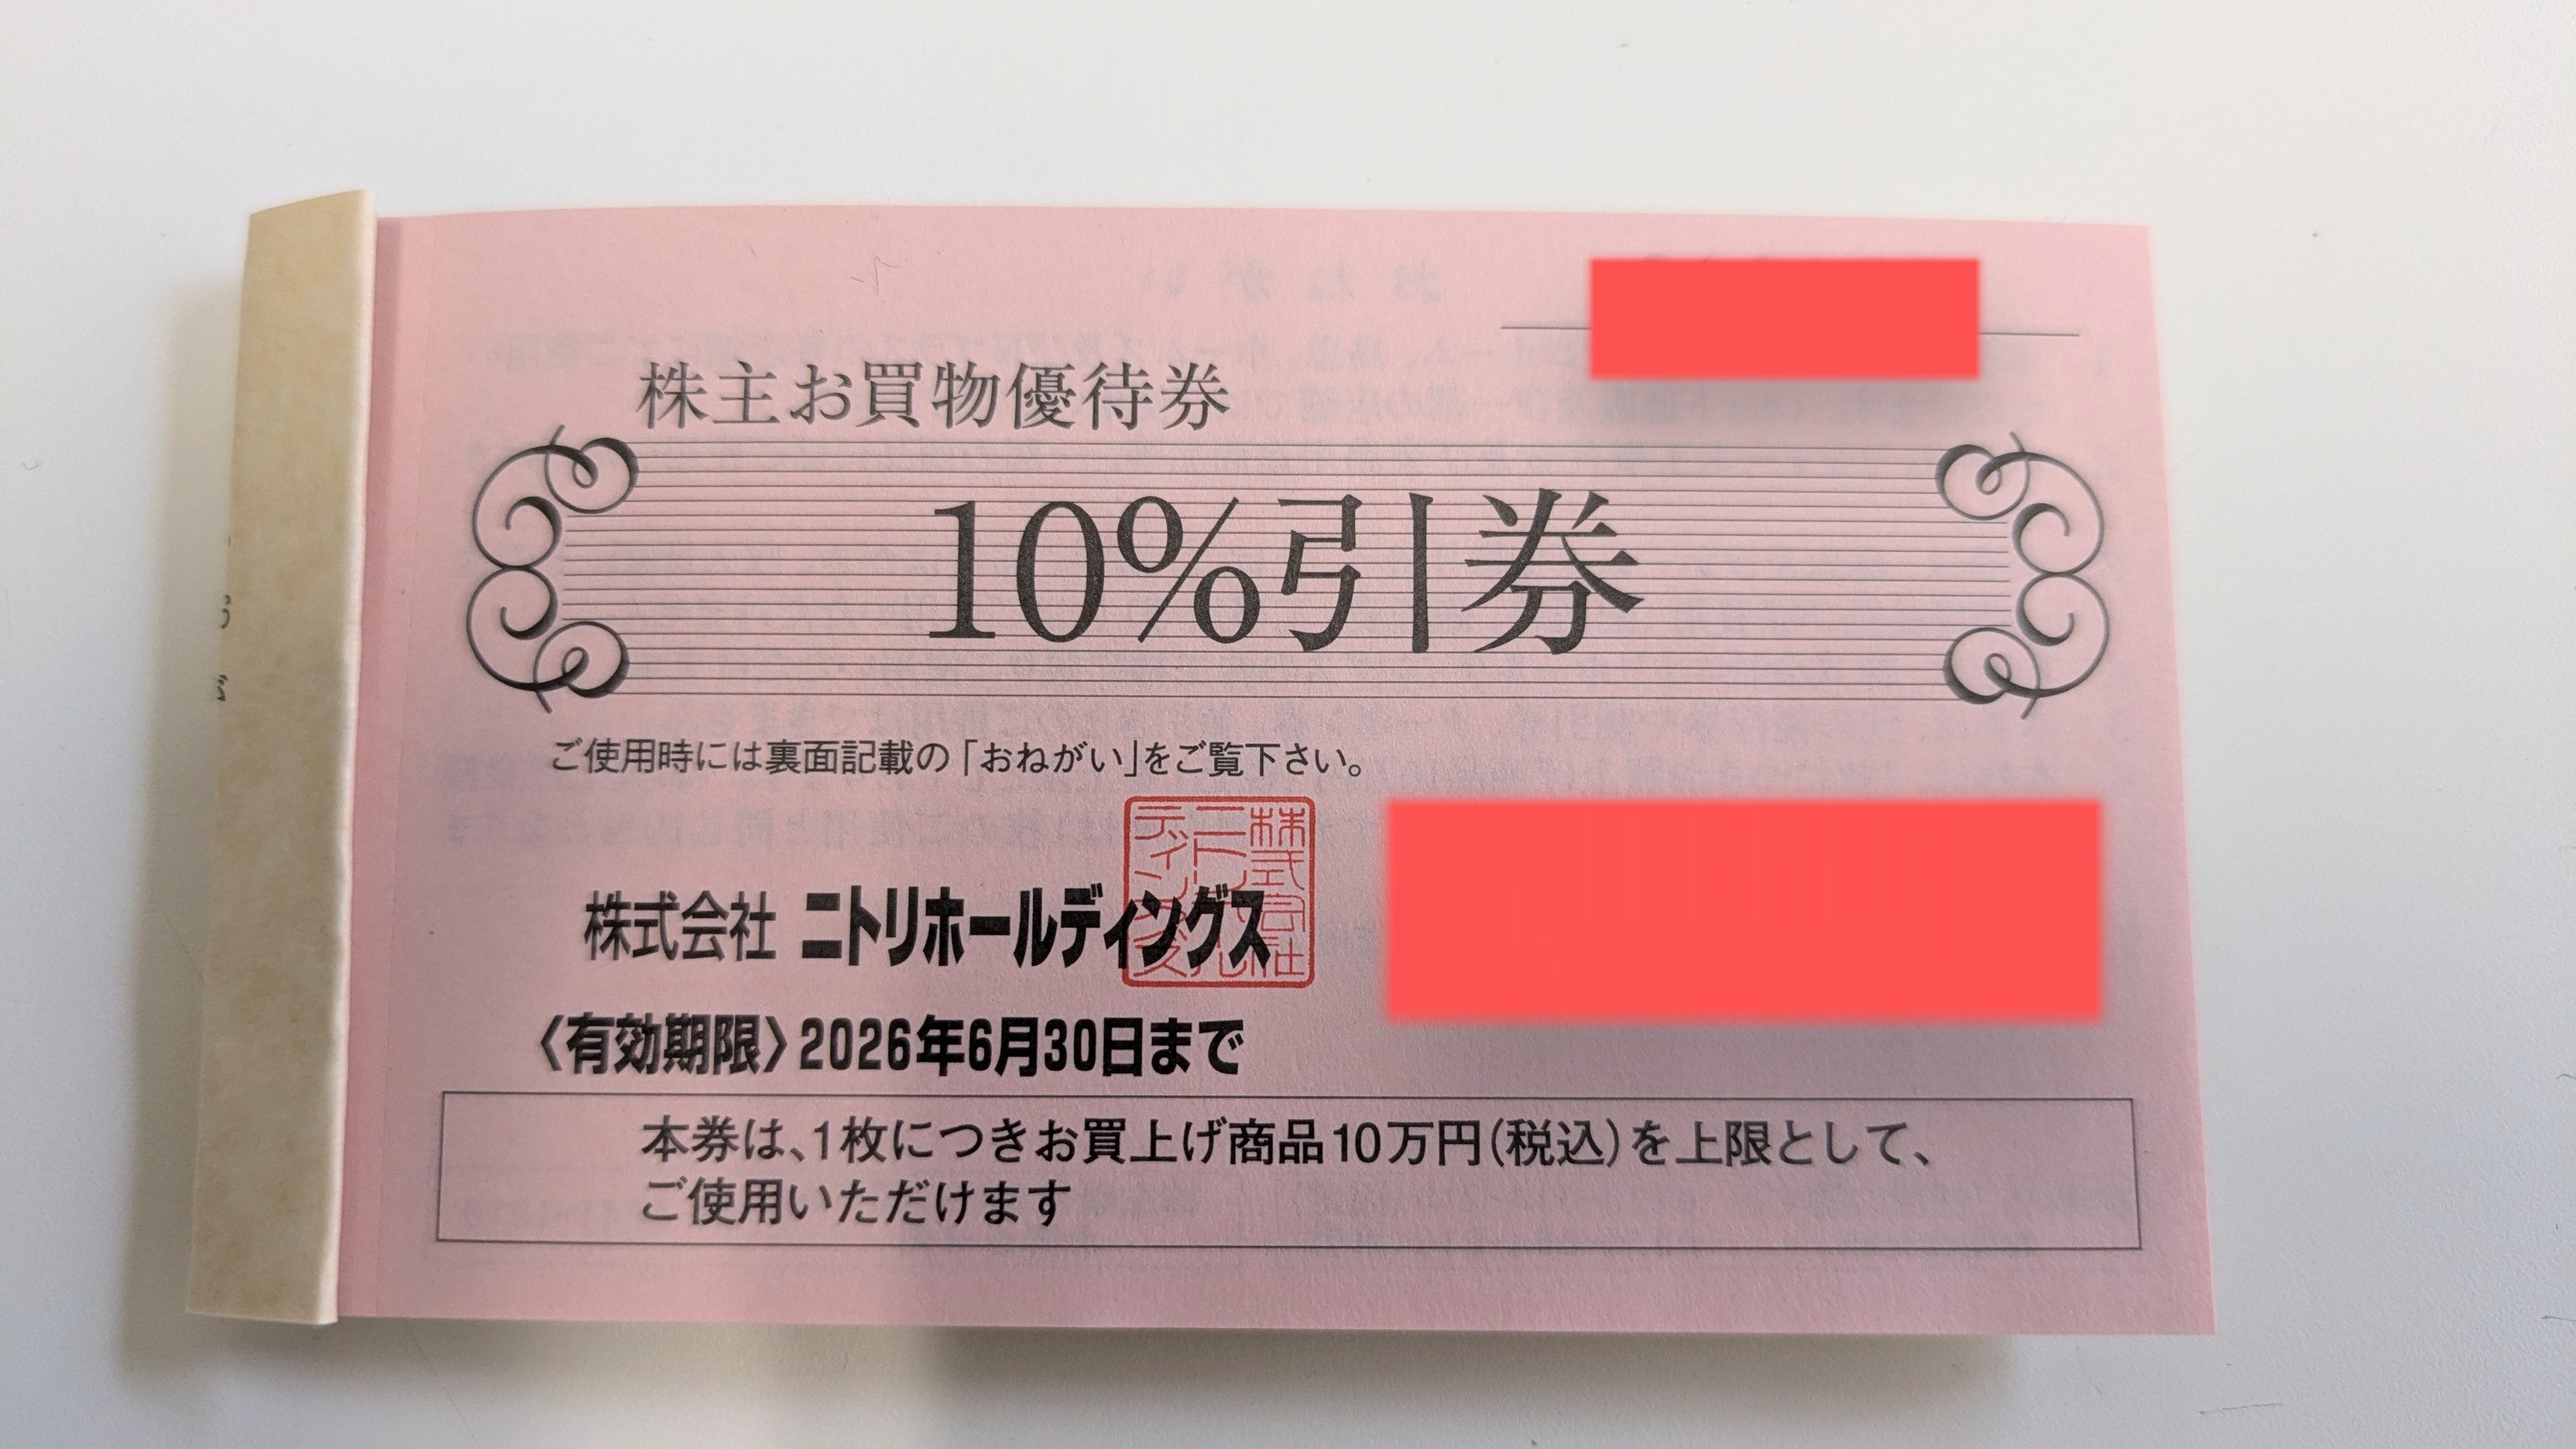 株主お買物優待券
10%引券
ご使用時には裏面記載の「おねがい」をご覧下さい。
株式会社 ニトリホールディングス
〈有効期限〉2026年6月30日まで
本券は、1枚につきお買上げ商品10万円(税込)を上限として、
ご使用いただけます